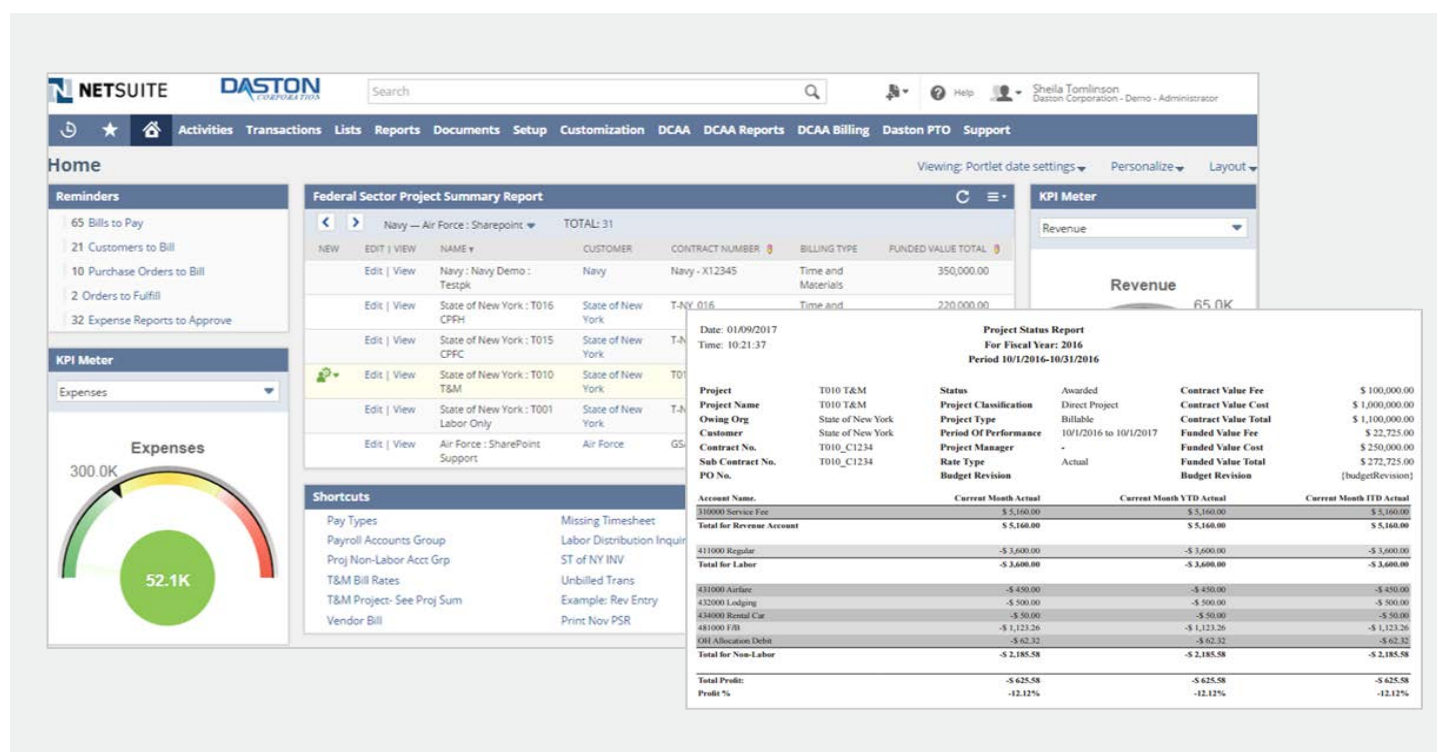 NETSUITE DASTON CORPORATION Search Help Sheila Tomlinson
Daston Corporation - Demo - Administrator
Activities Transactions Lists Reports Documents Setup Customization DCAA DCAA Reports DCAA Billing Daston PTO Support
Home
Viewing: Portlet date settings Personalize Layout
Reminders
65 Bills to Pay
21 Customers to Bill
10 Purchase Orders to Bill
2 Orders to Fulfill
32 Expense Reports to Approve
KPI Meter
Expenses
Expenses
300.0K
52.1K
Federal Sector Project Summary Report
Navy — Air Force : Sharepoint TOTAL: 31
NEW EDIT | VIEW NAME CUSTOMER CONTRACT NUMBER BILLING TYPE FUNDED VALUE TOTAL
Edit | View Navy : Navy Demo : Navy Navy - X12345 Time and 350,000.00
Testpk Materials
Edit | View State of New York : T016 State of New T-NY_016 Time and 220,000.00
CPFH York
Edit | View State of New York : T015 State of New
CPFC York
Edit | View State of New York : T010 State of New
T&M York
Edit | View State of New York : T001 State of New
Labor Only York
Edit | View Air Force : SharePoint Air Force
Support
Shortcuts
Pay Types Missing Timesheet
Payroll Accounts Group Labor Distribution
Proj Non-Labor Acct Grp ST of NY INV
T&M Bill Rates Unbilled Trans
T&M Project- See Proj Sum Example: Rev Entry
Vendor Bill Print Nov PSR
KPI Meter
Revenue
Revenue
65.0K
Date: 01/09/2017 Project Status Report
Time: 10:21:37 For Fiscal Year: 2016
Period 10/1/2016-10/31/2016
Project T010 T&M Status Awarded Contract Value Fee $ 100,000.00
Project Name T010 T&M Project Classification Direct Project Contract Value Cost $ 1,000,000.00
Owing Org State of New York Project Type Billable Contract Value Total $ 1,100,000.00
Customer State of New York Period Of Performance 10/1/2016 to 10/1/2017 Funded Value Fee $ 22,725.00
Contract No. T010_C1234 Project Manager - Funded Value Cost $ 250,000.00
Sub Contract No. T010_C1234 Rate Type Actual Funded Value Total $ 272,725.00
PO No. Budget Revision Budget Revision {budgetRevision}
Account Name. Current Month Actual Current Month YTD Actual Current Month ITD Actual
310000 Service Fee $ 5,160.00 $ 5,160.00 $ 5,160.00
Total for Revenue Account $ 5,160.00 $ 5,160.00 $ 5,160.00
411000 Regular -$ 3,600.00 -$ 3,600.00 -$ 3,600.00
Total for Labor -$ 3,600.00 -$ 3,600.00 -$ 3,600.00
431000 Airfare -$ 450.00 -$ 450.00 -$ 450.00
432000 Lodging -$ 500.00 -$ 500.00 -$ 500.00
434000 Rental Car -$ 50.00 -$ 50.00 -$ 50.00
481000 F/B -$ 1,123.26 -$ 1,123.26 -$ 1,123.26
OH Allocation Debit -$ 62.32 -$ 62.32 -$ 62.32
Total for Non-Labor -$ 2,185.58 -$ 2,185.58 -$ 2,185.58
Total Profit: -$ 625.58 -$ 625.58 -$ 625.58
Profit % -12.12% -12.12% -12.12%